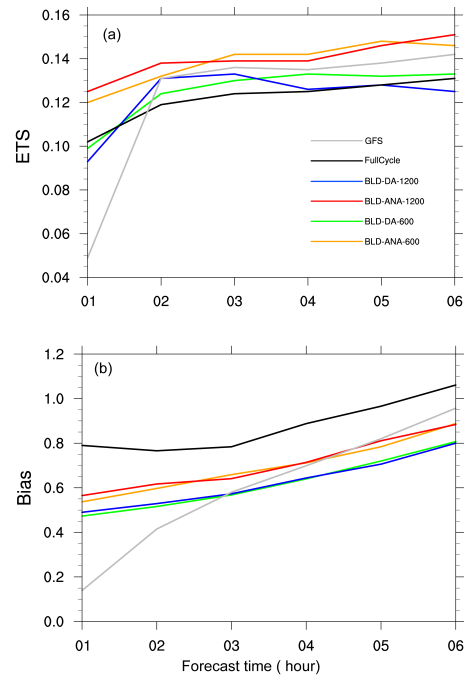 0.16
(a)
0.14
0.12
0.10
0.08
0.06
0.04
ETS
GFS
FullCycle
BLD-DA-1200
BLD-ANA-1200
BLD-DA-600
BLD-ANA-600
01 02 03 04 05 06
1.2
(b)
1.0
0.8
0.6
0.4
0.2
0.0
Bias
01 02 03 04 05 06
Forecast time ( hour)